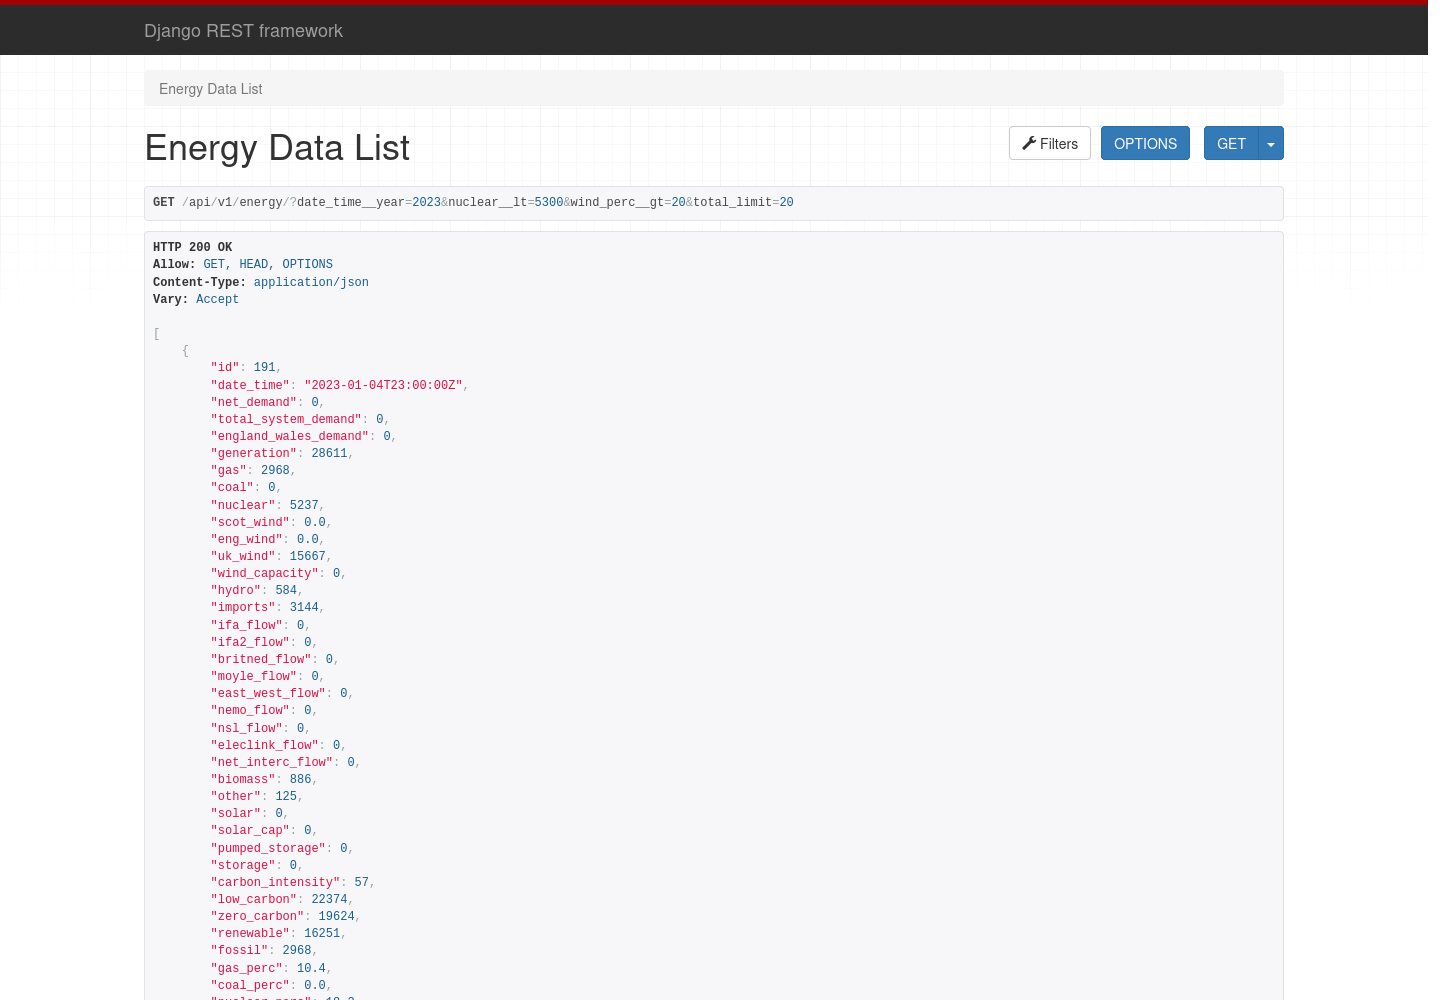 Django REST framework
Energy Data List
Energy Data List
Filters OPTIONS GET
GET /api/v1/energy/?date_time__year=2023&nuclear__lt=5300&wind_perc__gt=20&total_limit=20
HTTP 200 OK
Allow: GET, HEAD, OPTIONS
Content-Type: application/json
Vary: Accept
[
{
"id": 191,
"date_time": "2023-01-04T23:00:00Z",
"net_demand": 0,
"total_system_demand": 0,
"england_wales_demand": 0,
"generation": 28611,
"gas": 2968,
"coal": 0,
"nuclear": 5237,
"scot_wind": 0.0,
"eng_wind": 0.0,
"uk_wind": 15667,
"wind_capacity": 0,
"hydro": 584,
"imports": 3144,
"ifa_flow": 0,
"ifa2_flow": 0,
"britned_flow": 0,
"moyle_flow": 0,
"east_west_flow": 0,
"nemo_flow": 0,
"nsl_flow": 0,
"eleclink_flow": 0,
"net_interc_flow": 0,
"biomass": 886,
"other": 125,
"solar": 0,
"solar_cap": 0,
"pumped_storage": 0,
"storage": 0,
"carbon_intensity": 57,
"low_carbon": 22374,
"zero_carbon": 19624,
"renewable": 16251,
"fossil": 2968,
"gas_perc": 10.4,
"coal_perc": 0.0,